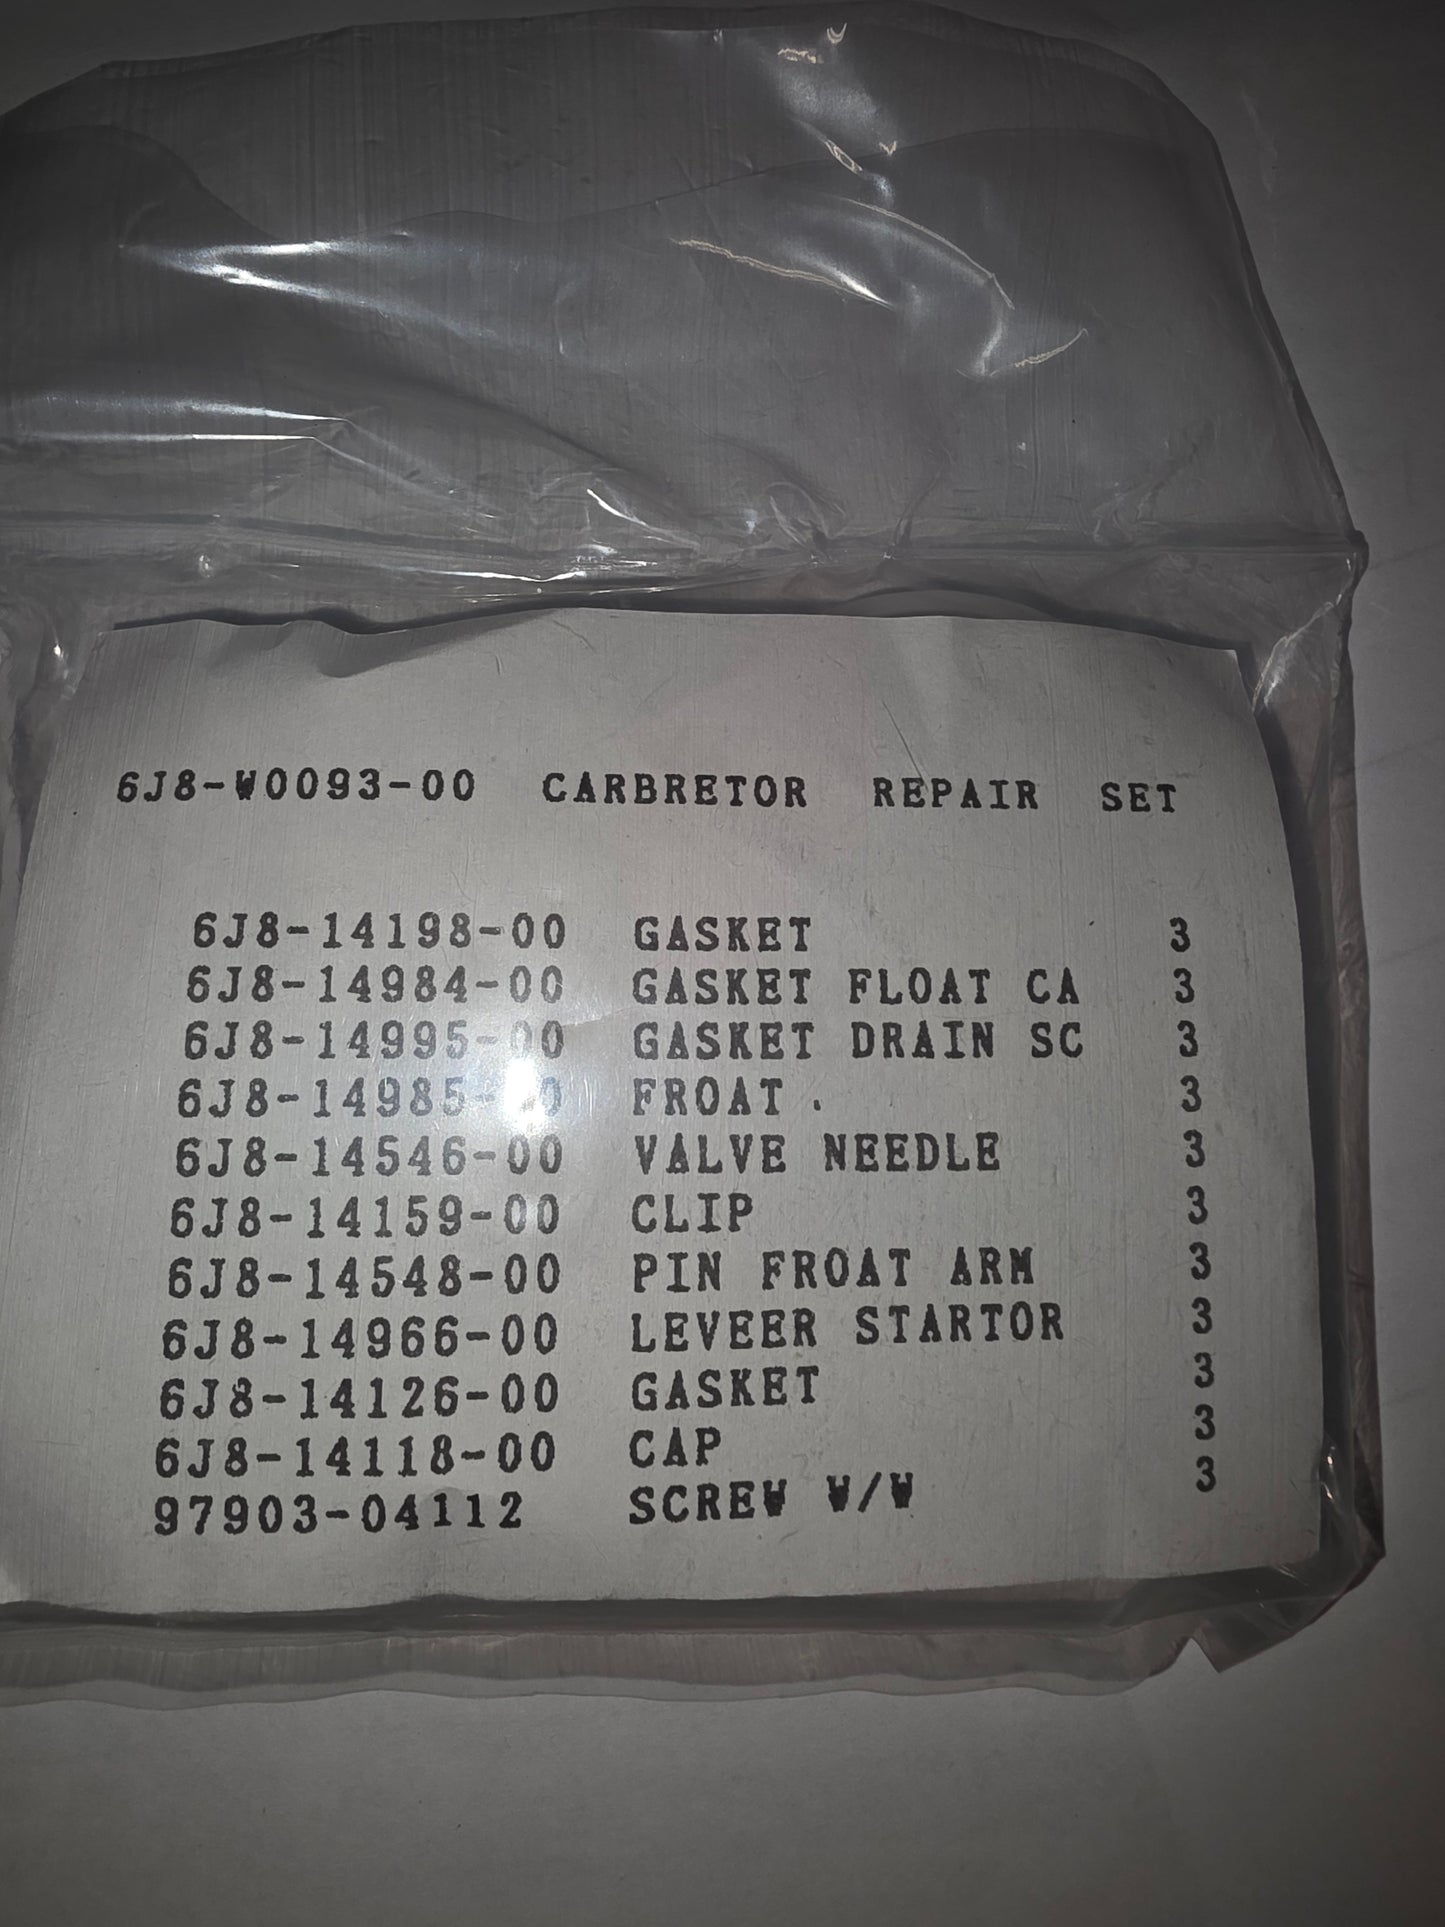 6J8-W0093-00 CARBRETOR REPAIR SET
6J8-14198-00 GASKET 3
6J8-14984-00 GASKET FLOAT CA 3
6J8-14995-00 GASKET DRAIN SC 3
6J8-14985- FROAT . 3
6J8-14546-00 VALVE NEEDLE 3
6J8-14159-00 CLIP 3
6J8-14548-00 PIN FROAT ARM 3
6J8-14966-00 LEVEER STARTOR 3
6J8-14126-00 GASKET 3
6J8-14118-00 CAP 3
97903-04112 SCREW W/W 3